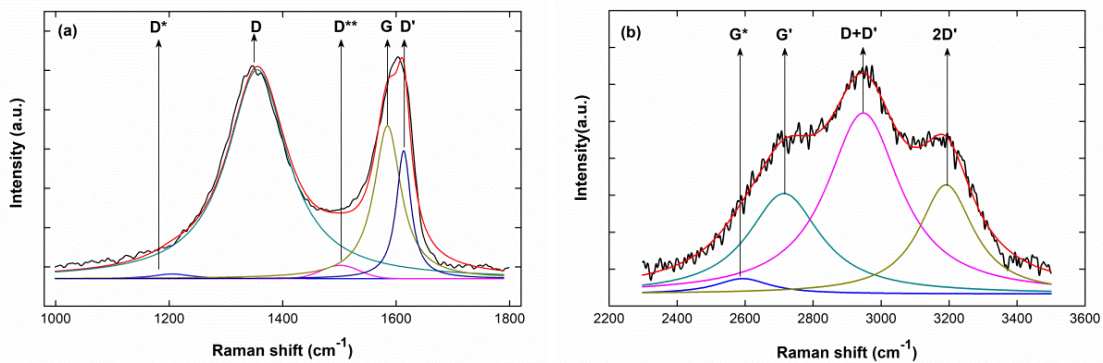 (a)
D*
D
D**
G
D'
Intensity (a.u.)
1000
1200
1400
1600
1800
Raman shift (cm-1)
(b)
G*
G'
D+D'
2D'
Intensity(a.u.)
2200
2400
2600
2800
3000
3200
3400
3600
Raman shift (cm-1)